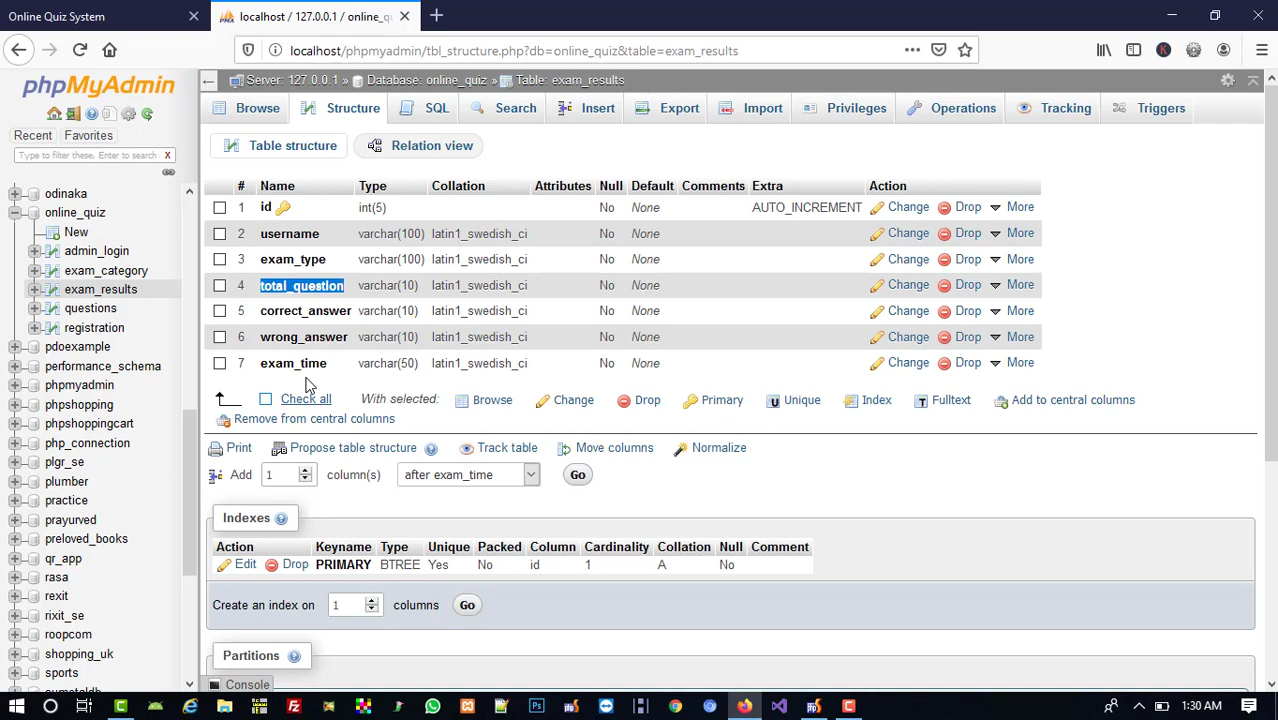 Online Quiz System
localhost / 127.0.0.1 / online_qu
localhost/phpmyadmin/tbl_structure.php?db=online_quiz&table=exam_results
phpMyAdmin
Recent Favorites
Type to filter these, Enter to search X
odinaka
online_quiz
New
admin_login
exam_category
exam_results
questions
registration
pdoexample
performance_schema
phpmyadmin
phpshopping
phpshoppingcart
php_connection
plgr_se
plumber
practice
prayurved
preloved_books
qr_app
rasa
rexit
rixit_se
roopcom
shopping_uk
sports
Server: 127.0.0.1 » Database: online_quiz » Table: exam_results
Browse Structure SQL Search Insert Export Import Privileges Operations Tracking Triggers
Table structure Relation view
# Name Type Collation Attributes Null Default Comments Extra Action
1 id int(5) No None AUTO_INCREMENT Change Drop More
2 username varchar(100) latin1_swedish_ci No None Change Drop More
3 exam_type varchar(100) latin1_swedish_ci No None Change Drop More
4 total_question varchar(10) latin1_swedish_ci No None Change Drop More
5 correct_answer varchar(10) latin1_swedish_ci No None Change Drop More
6 wrong_answer varchar(10) latin1_swedish_ci No None Change Drop More
7 exam_time varchar(50) latin1_swedish_ci No None Change Drop More
Check all With selected: Browse Change Drop Primary Unique Index Fulltext Add to central columns
Remove from central columns
Print Propose table structure Track table Move columns Normalize
Add 1 column(s) after exam_time Go
Indexes
Action Keyname Type Unique Packed Column Cardinality Collation Null Comment
Edit Drop PRIMARY BTREE Yes No id 1 A No
Create an index on 1 columns Go
Partitions
Console
1:30 AM